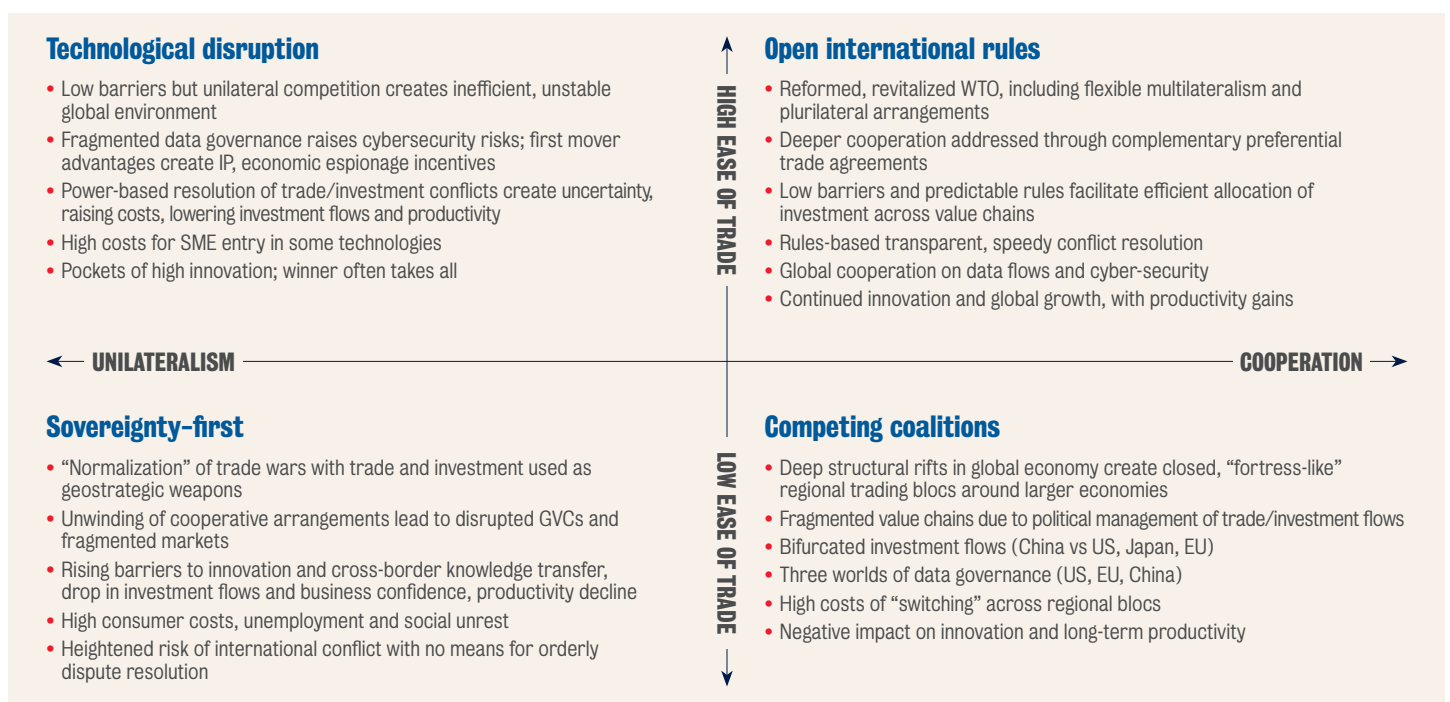 Technological disruption
• Low barriers but unilateral competition creates inefficient, unstable
global environment
• Fragmented data governance raises cybersecurity risks; first mover
advantages create IP, economic espionage incentives
• Power-based resolution of trade/investment conflicts create uncertainty,
raising costs, lowering investment flows and productivity
• High costs for SME entry in some technologies
• Pockets of high innovation; winner often takes all
HIGH EASE OF TRADE
Open international rules
• Reformed, revitalized WTO, including flexible multilateralism and
plurilateral arrangements
• Deeper cooperation addressed through complementary preferential
trade agreements
• Low barriers and predictable rules facilitate efficient allocation of
investment across value chains
• Rules-based transparent, speedy conflict resolution
• Global cooperation on data flows and cyber-security
• Continued innovation and global growth, with productivity gains
UNILATERALISM
COOPERATION
Sovereignty-first
• “Normalization” of trade wars with trade and investment used as
geostrategic weapons
• Unwinding of cooperative arrangements lead to disrupted GVCs and
fragmented markets
• Rising barriers to innovation and cross-border knowledge transfer,
drop in investment flows and business confidence, productivity decline
• High consumer costs, unemployment and social unrest
• Heightened risk of international conflict with no means for orderly
dispute resolution
LOW EASE OF TRADE
Competing coalitions
• Deep structural rifts in global economy create closed, “fortress-like”
regional trading blocs around larger economies
• Fragmented value chains due to political management of trade/investment flows
• Bifurcated investment flows (China vs US, Japan, EU)
• Three worlds of data governance (US, EU, China)
• High costs of “switching” across regional blocs
• Negative impact on innovation and long-term productivity